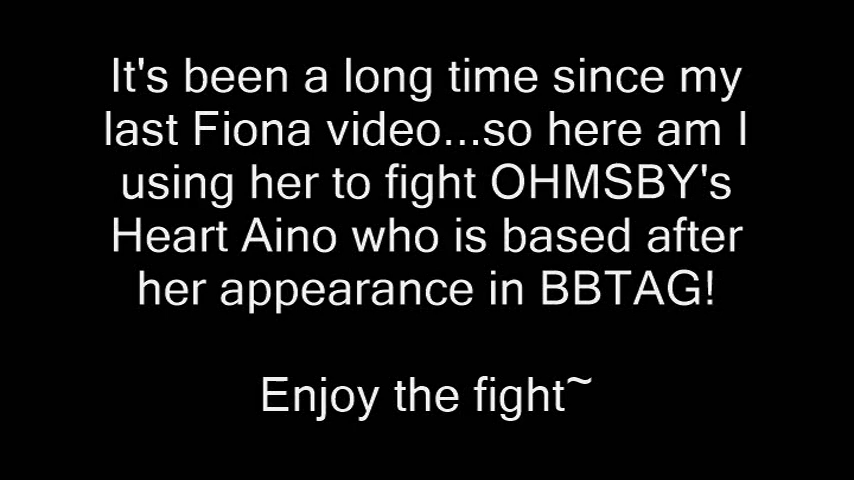 It's been a long time since my
last Fiona video...so here am I
using her to fight OHMSBY's
Heart Aino who is based after
her appearance in BBTAG!
Enjoy the fight~